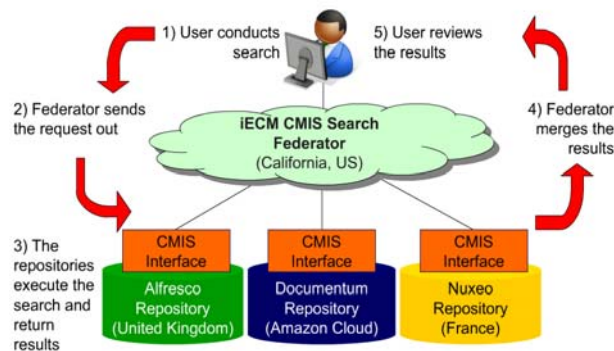 1) User conducts
search
5) User reviews
the results
2) Federator sends
the request out
iECM CMIS Search
Federator
(California, US)
4) Federator
merges the
results
3) The
repositories
execute the
search and
return
results
CMIS
Interface
CMIS
Interface
CMIS
Interface
Alfresco
Repository
(United Kingdom)
Documentum
Repository
(Amazon Cloud)
Nuxeo
Repository
(France)